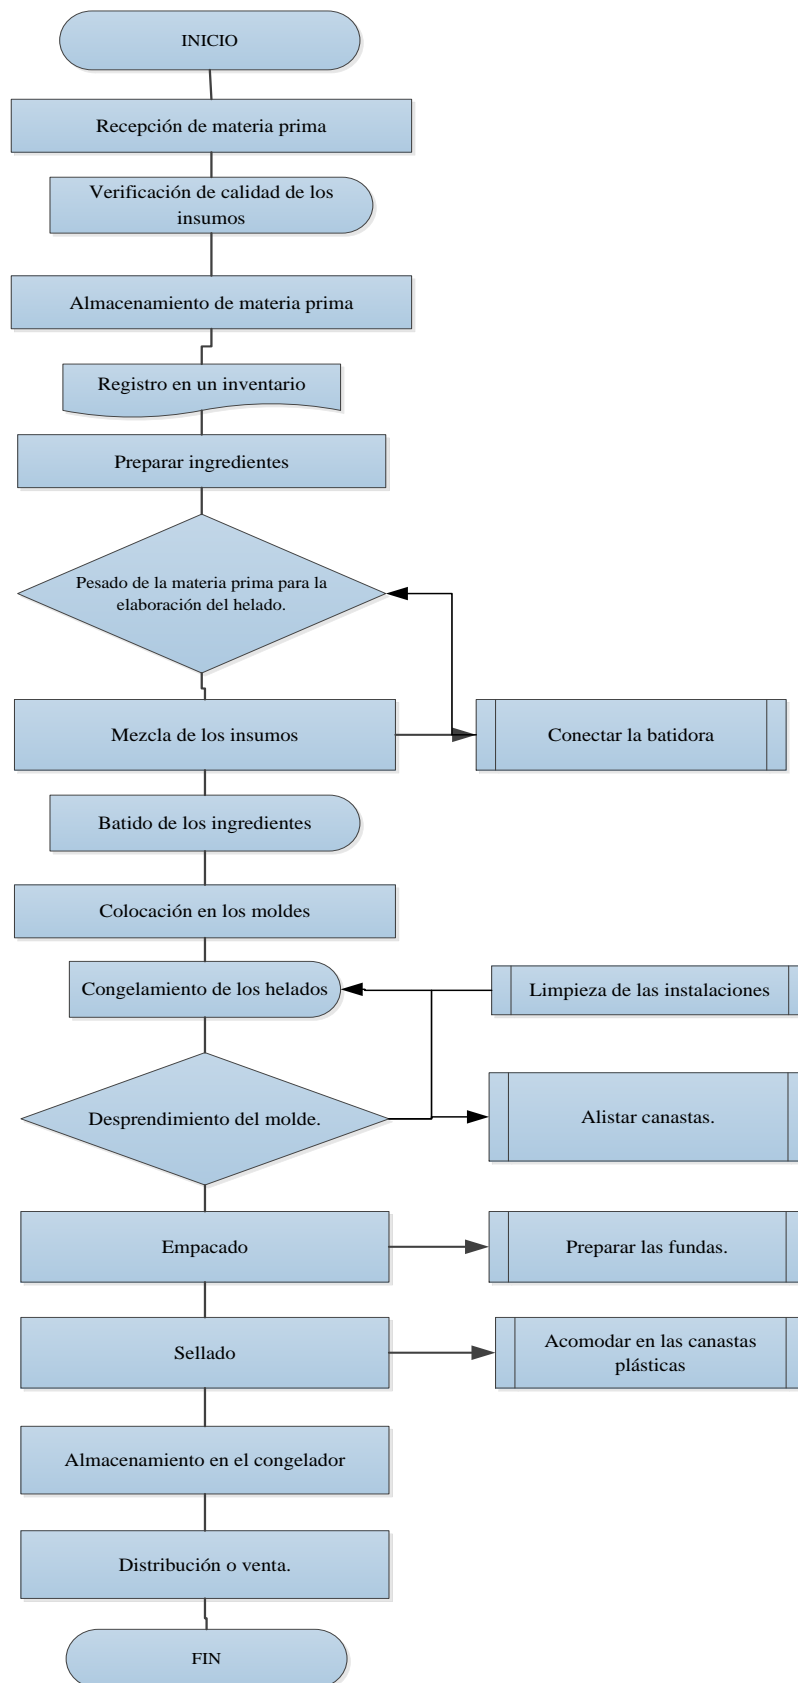 INICIO
Recepción de materia prima
Verificación de calidad de los
insumos
Almacenamiento de materia prima
Registro en un inventario
Preparar ingredientes
Pesado de la materia prima para la
elaboración del helado.
Mezcla de los insumos
Conectar la batidora
Batido de los ingredientes
Colocación en los moldes
Congelamiento de los helados
Limpieza de las instalaciones
Desprendimiento del molde.
Alistar canastas.
Empacado
Preparar las fundas.
Sellado
Acomodar en las canastas
plásticas
Almacenamiento en el congelador
Distribución o venta.
FIN